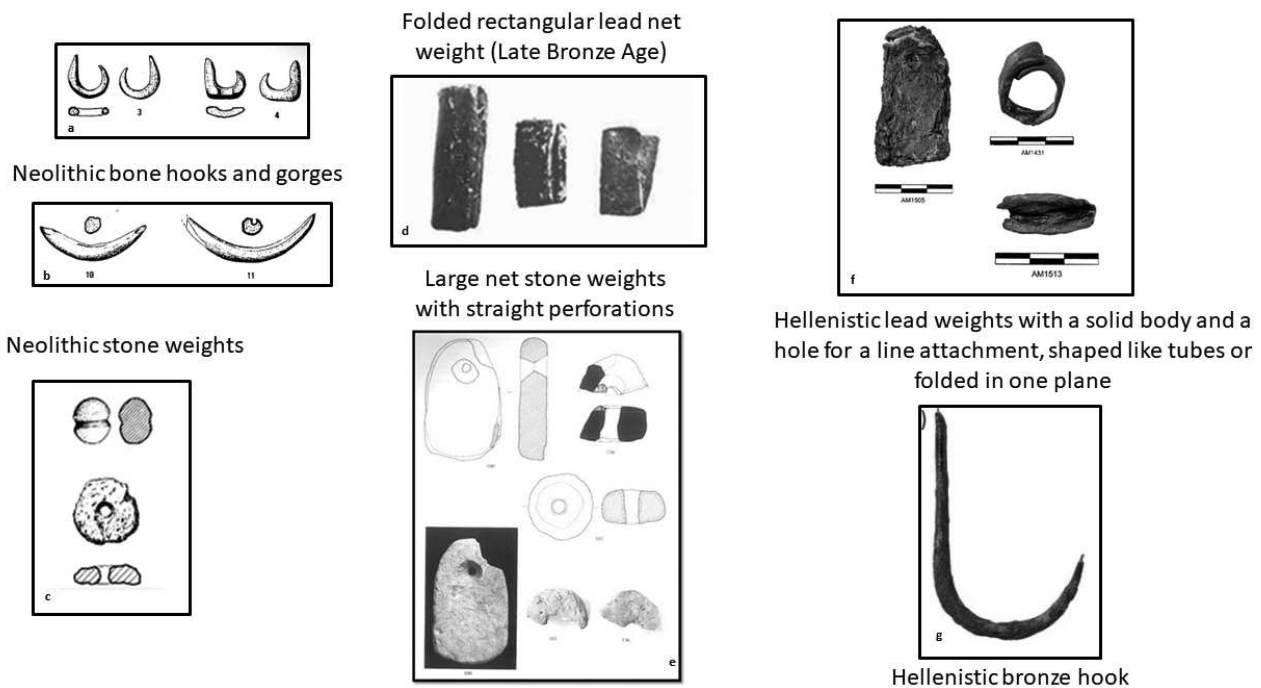 3
4
a
Neolithic bone hooks and gorges
b
10
11
Neolithic stone weights
c
Folded rectangular lead net
weight (Late Bronze Age)
d
Large net stone weights
with straight perforations
e
AM1431
AM1505
AM1513
f
Hellenistic lead weights with a solid body and a
hole for a line attachment, shaped like tubes or
folded in one plane
g
Hellenistic bronze hook